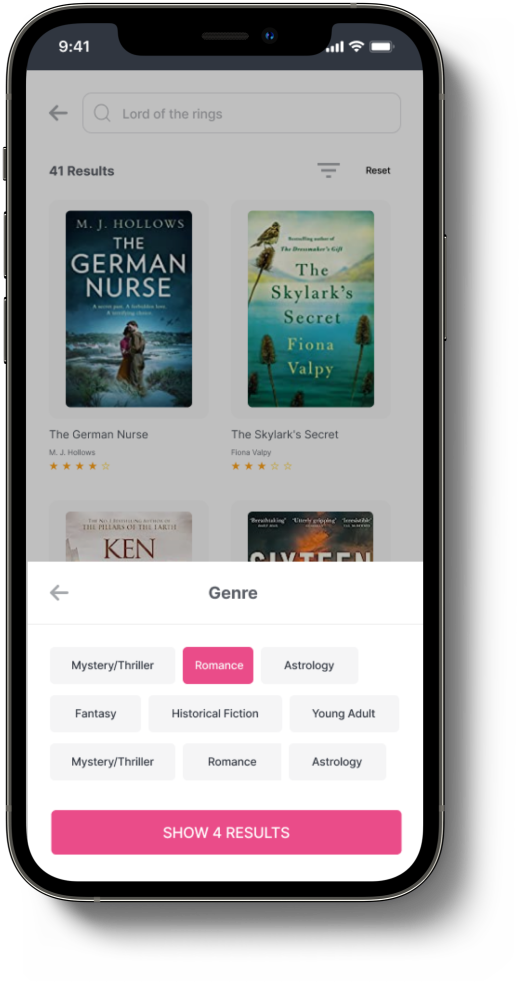 9:41
Lord of the rings
41 Results
Reset
M. J. HOLLOWS
THE
GERMAN
NURSE
A secret past. A forbidden love.
A terrifying choice.
Bestselling author of
The Dressmaker's Gift
The
Skylark's
Secret
Fiona
Valpy
The German Nurse
The Skylark's Secret
M. J. Hollows
Fiona Valpy
THE NO. 1 BESTSELLING AUTHOR OF
THE PILLARS OF THE EARTH
KEN
'Breathtaking' 'Utterly gripping' 'Sensational'
SIXTEEN
Genre
Mystery/Thriller Romance Astrology
Fantasy Historical Fiction Young Adult
Mystery/Thriller Romance Astrology
SHOW 4 RESULTS